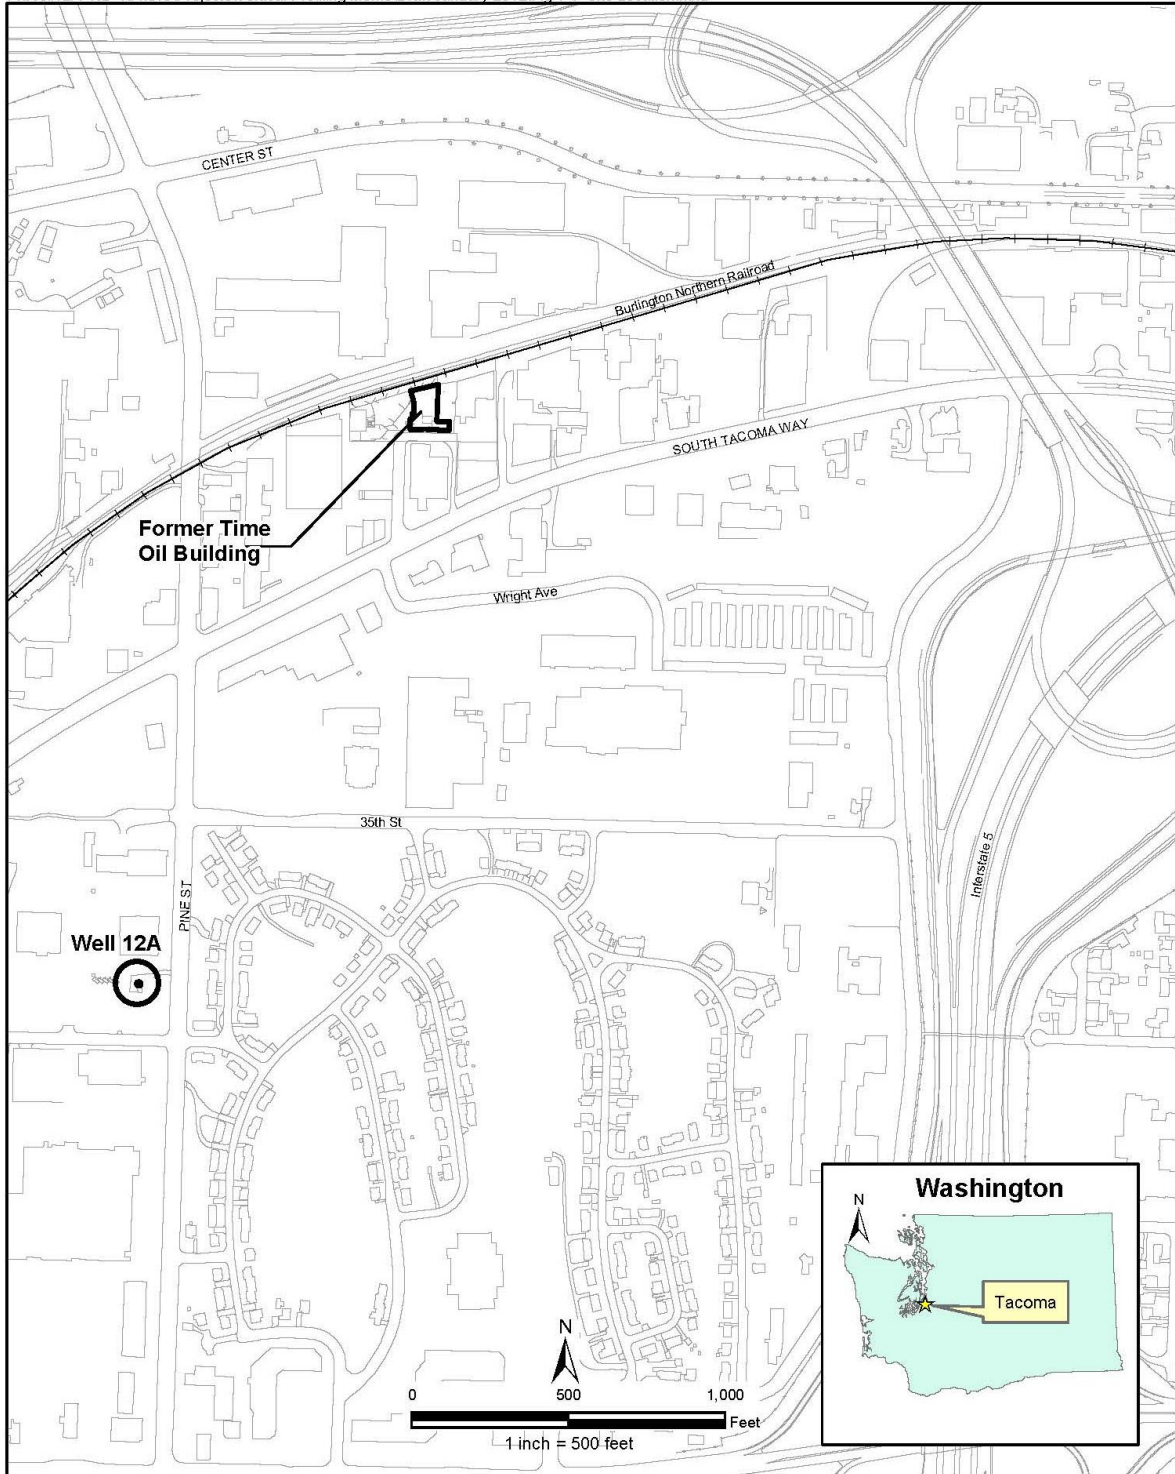 CENTER ST
Burlington Northern Railroad
SOUTH TACOMA WAY
Former Time
Oil Building
Wright Ave
35th St
PINE ST
Interstate 5
Well 12A
Washington
N
Tacoma
N
0 500 1,000
Feet
1 inch = 500 feet